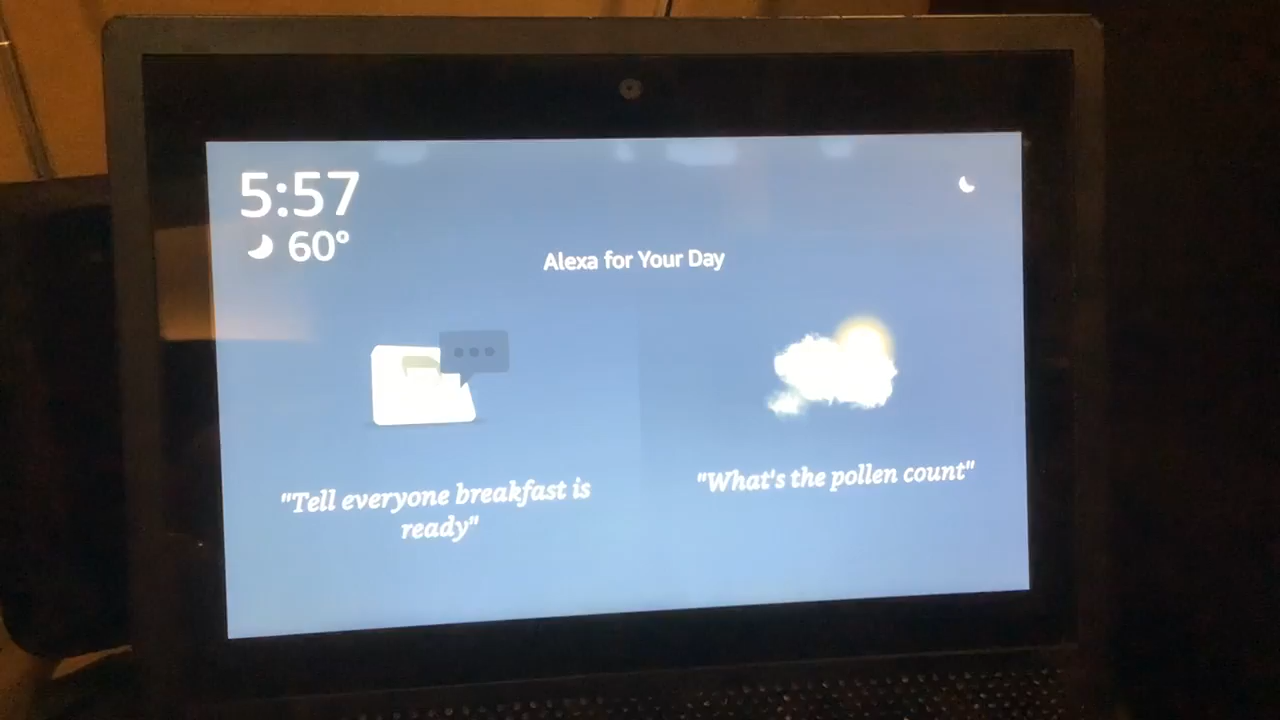 5:57
60°
Alexa for Your Day
"Tell everyone breakfast is
ready"
"What's the pollen count"